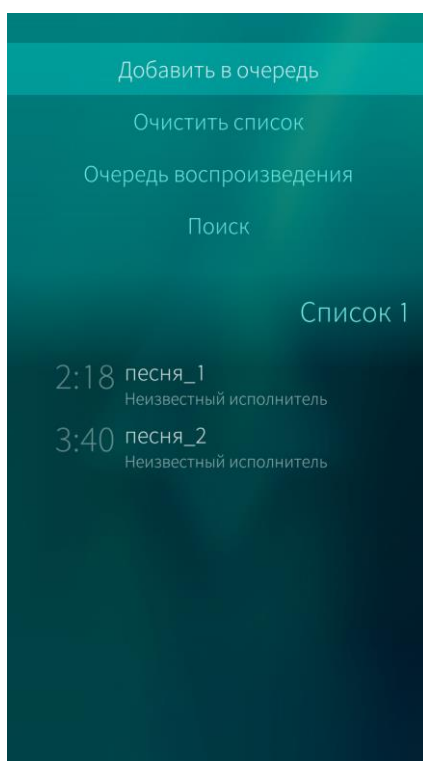 Добавить в очередь
Очистить список
Очередь воспроизведения
Поиск
Список 1
2:18 песня_1
Неизвестный исполнитель
3:40 песня_2
Неизвестный исполнитель